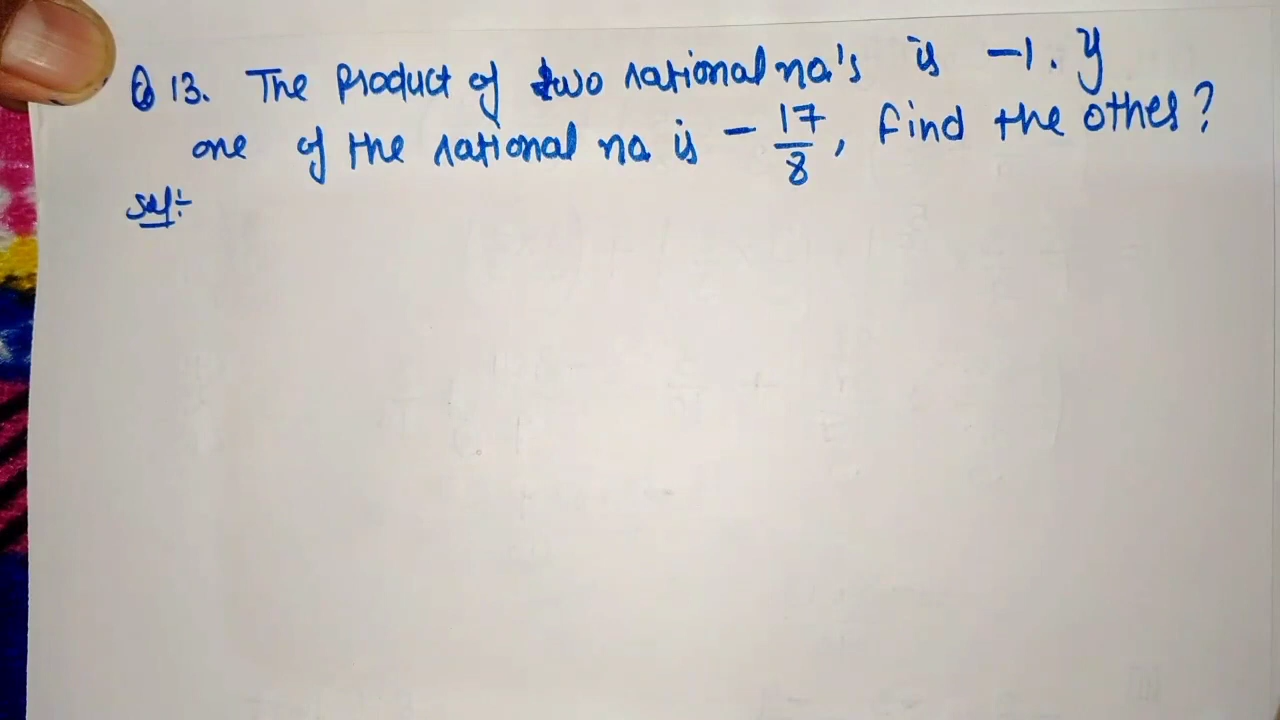 Q 13. The product of two rational no.'s is -1. If
one of the rational no. is - 17/8, find the other?
Sol:-